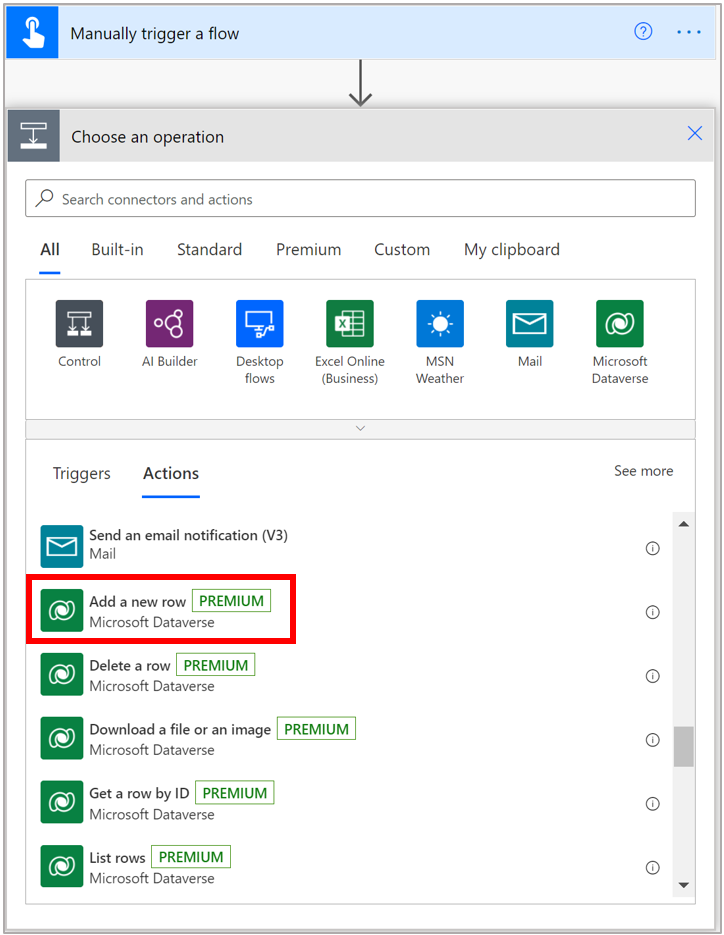 Manually trigger a flow
Choose an operation
Search connectors and actions
All Built-in Standard Premium Custom My clipboard
Control AI Builder Desktop flows Excel Online (Business) MSN Weather Mail Microsoft Dataverse
Triggers Actions See more
Send an email notification (V3)
Mail
Add a new row PREMIUM
Microsoft Dataverse
Delete a row PREMIUM
Microsoft Dataverse
Download a file or an image PREMIUM
Microsoft Dataverse
Get a row by ID PREMIUM
Microsoft Dataverse
List rows PREMIUM
Microsoft Dataverse